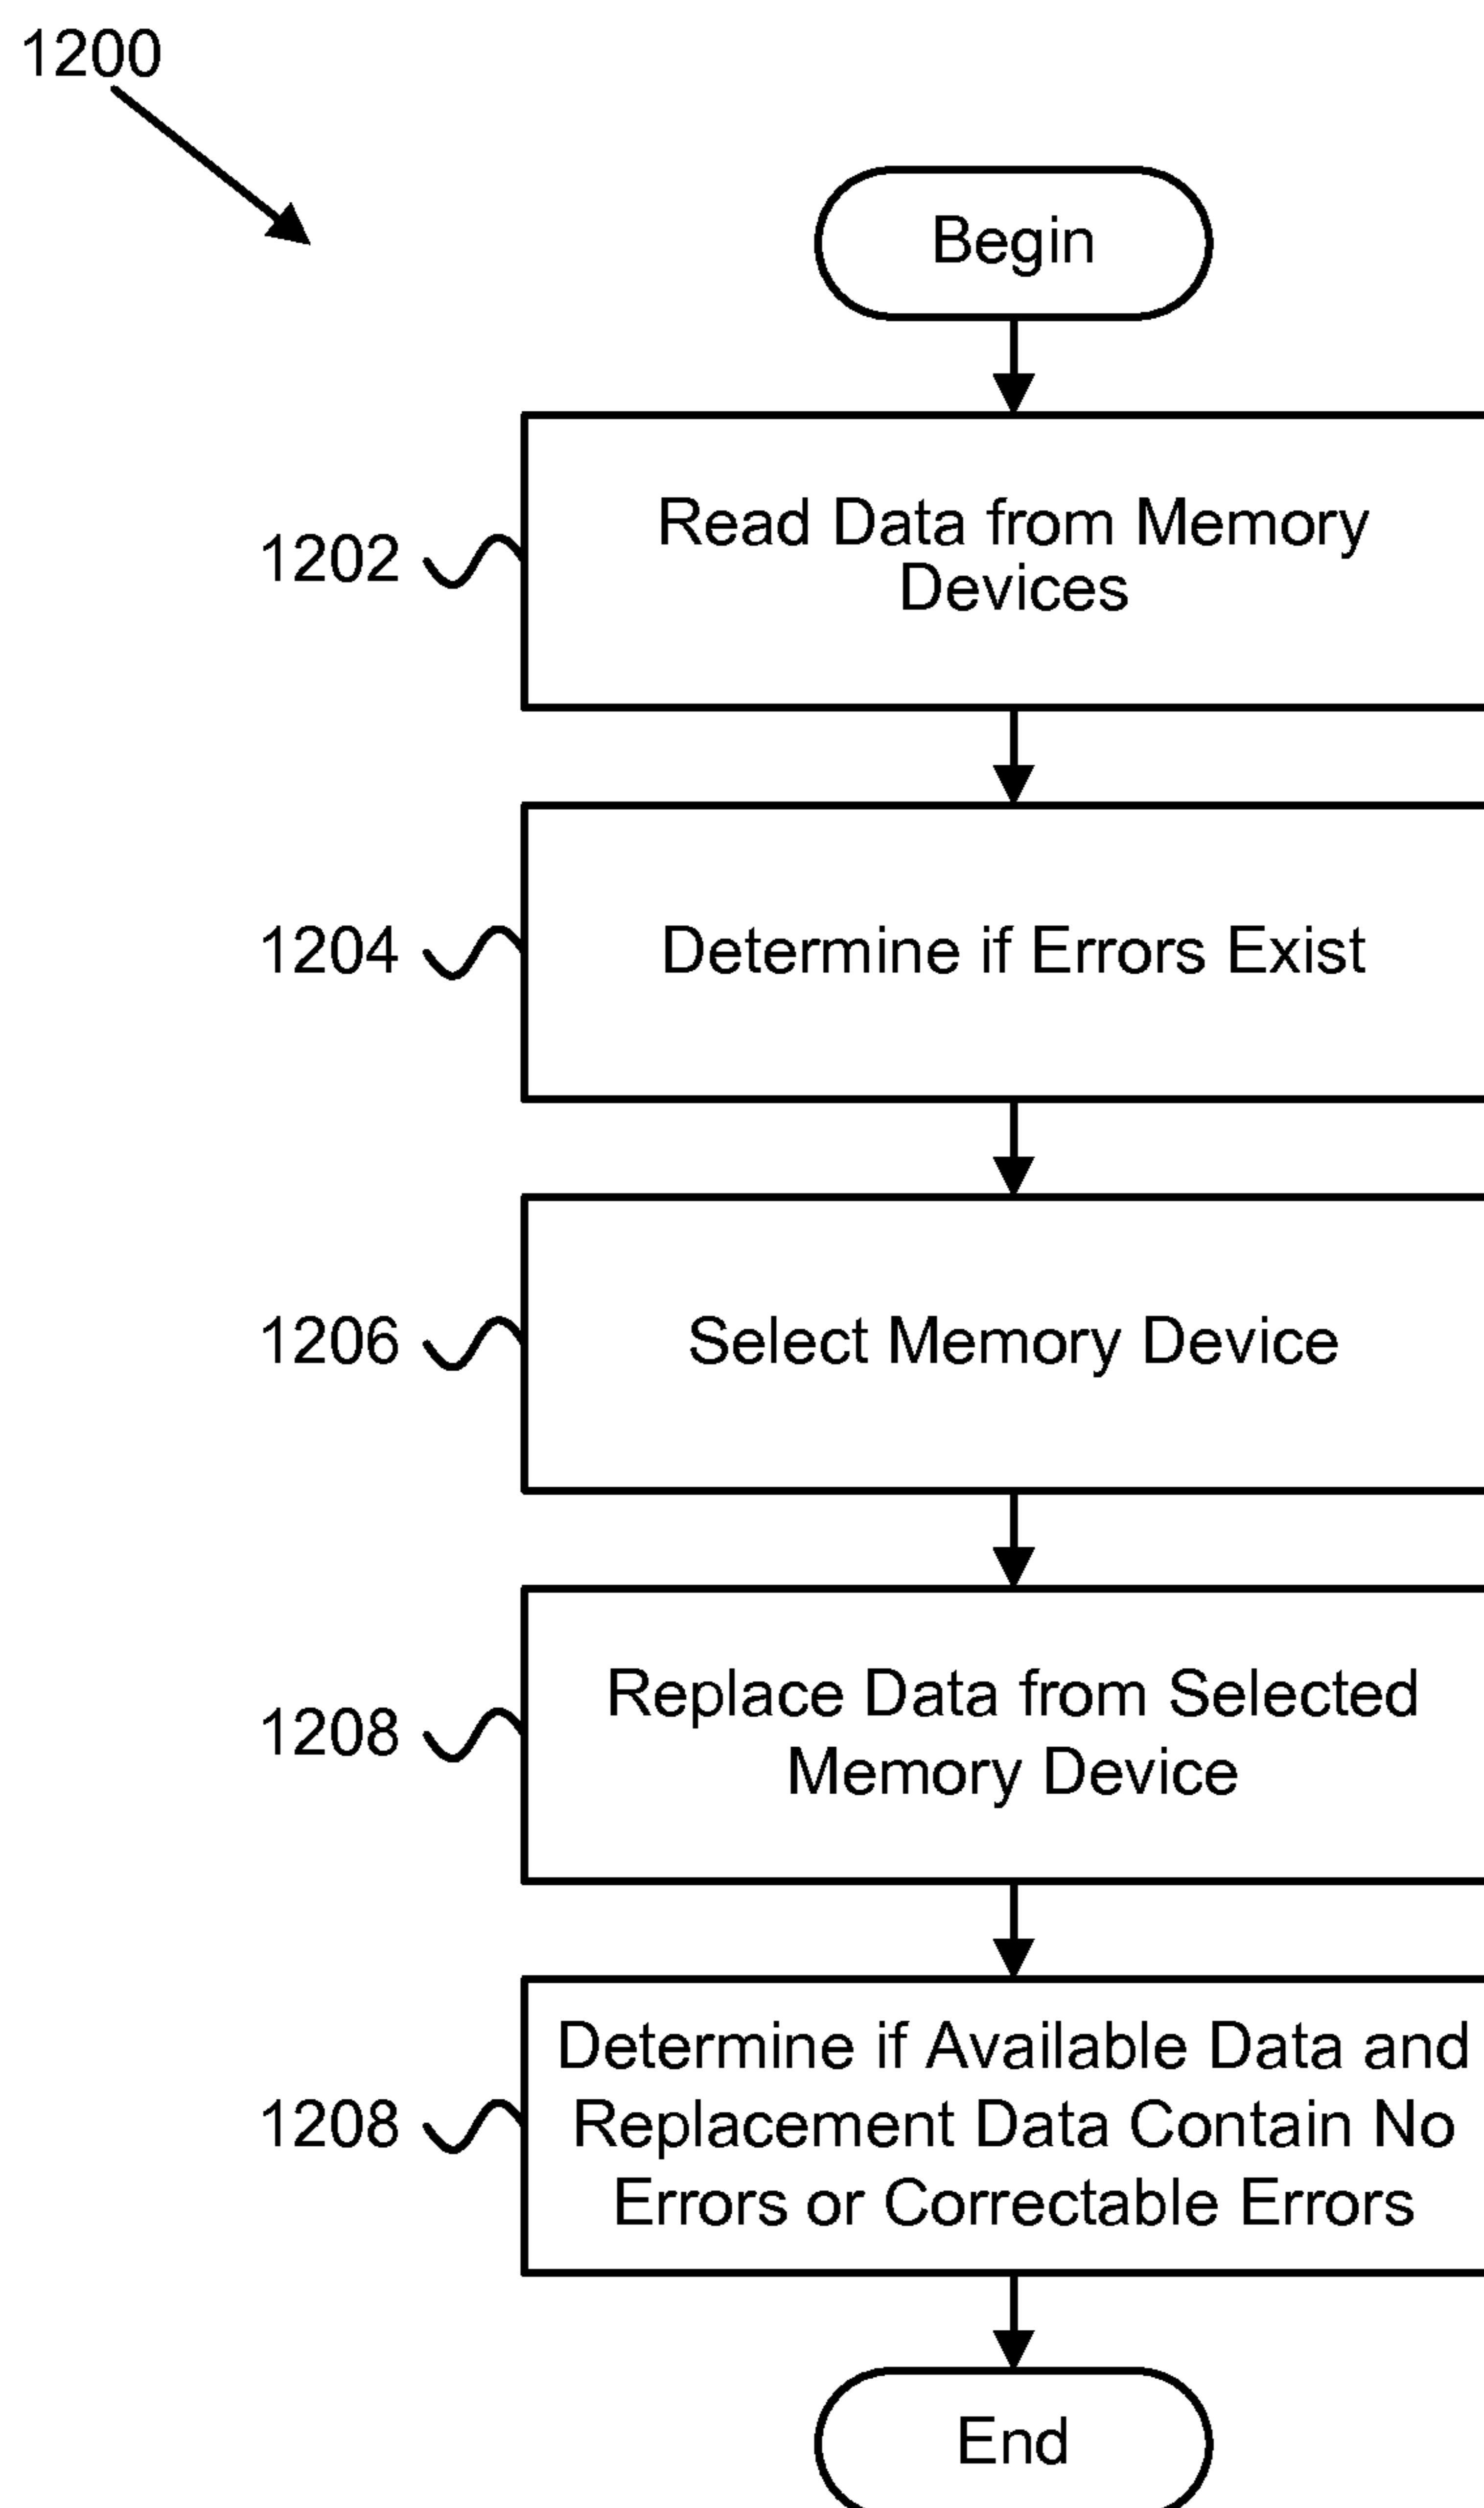 1200
Begin
Read Data from Memory
Devices
1202
Determine if Errors Exist
1204
Select Memory Device
1206
Replace Data from Selected
Memory Device
1208
Determine if Available Data and
Replacement Data Contain No
Errors or Correctable Errors
1208
End